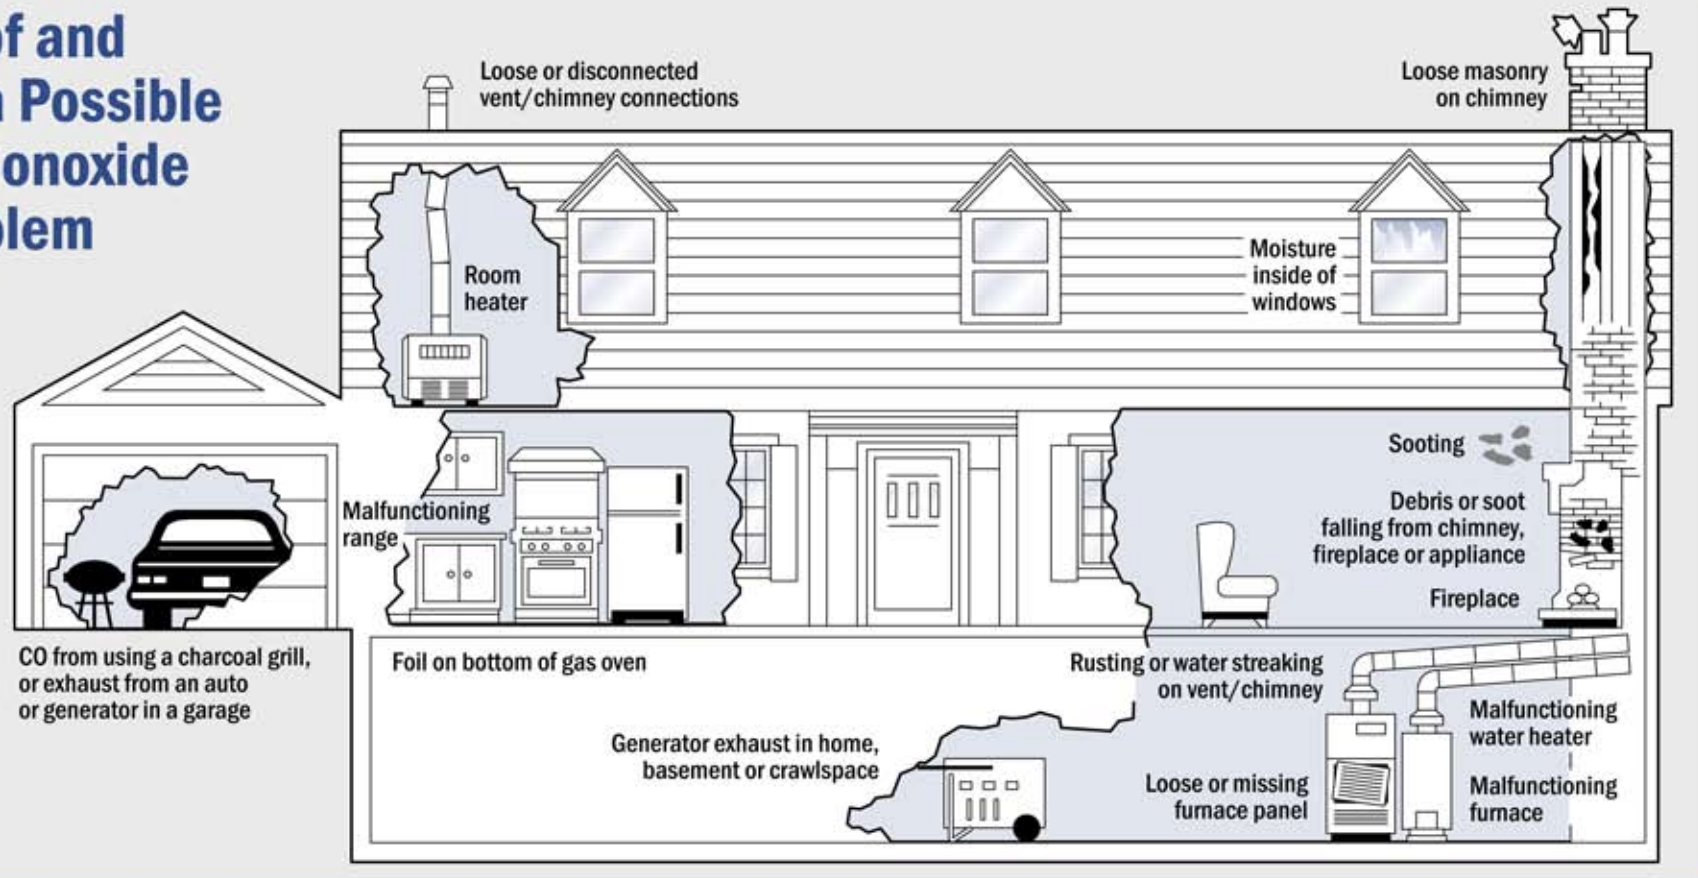 of and
Possible
onoxide
blem
Loose or disconnected
vent/chimney connections
Loose masonry
on chimney
Room
heater
Moisture
inside of
windows
Malfunctioning
range
Sooting
Debris or soot
falling from chimney,
fireplace or appliance
Fireplace
CO from using a charcoal grill,
or exhaust from an auto
or generator in a garage
Foil on bottom of gas oven
Rusting or water streaking
on vent/chimney
Generator exhaust in home,
basement or crawlspace
Loose or missing
furnace panel
Malfunctioning
water heater
Malfunctioning
furnace